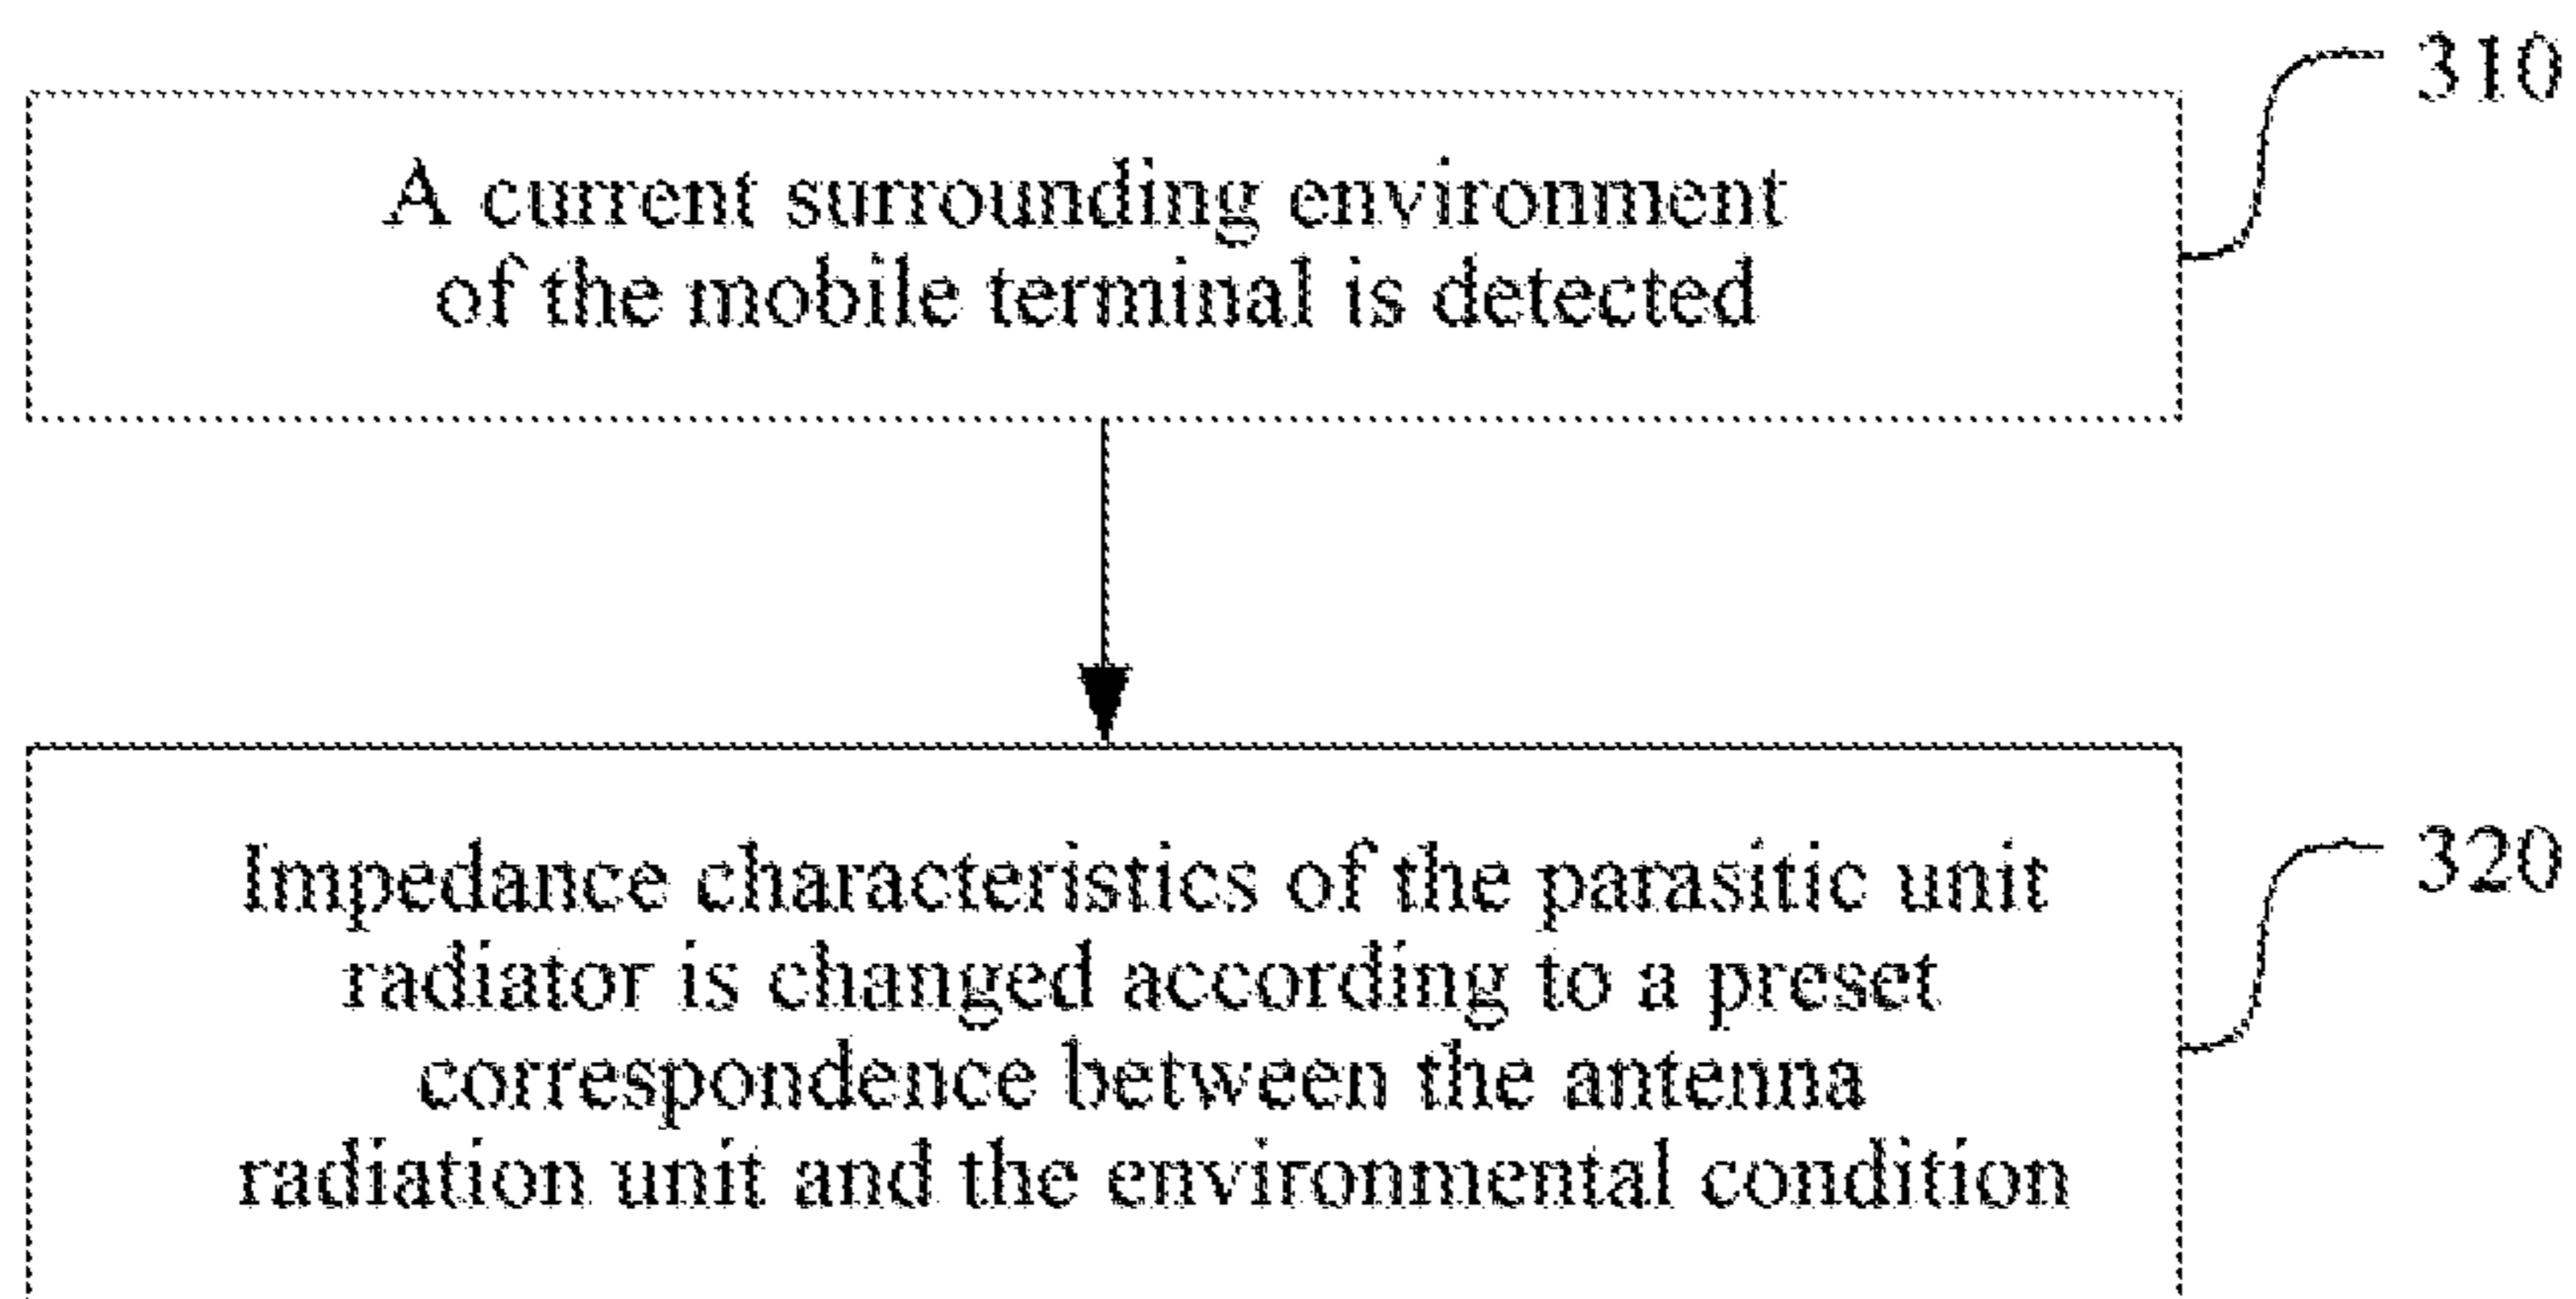 310
A current surrounding environment
of the mobile terminal is detected
320
Impedance characteristics of the parasitic unit
radiator is changed according to a preset
correspondence between the antenna
radiation unit and the environmental condition